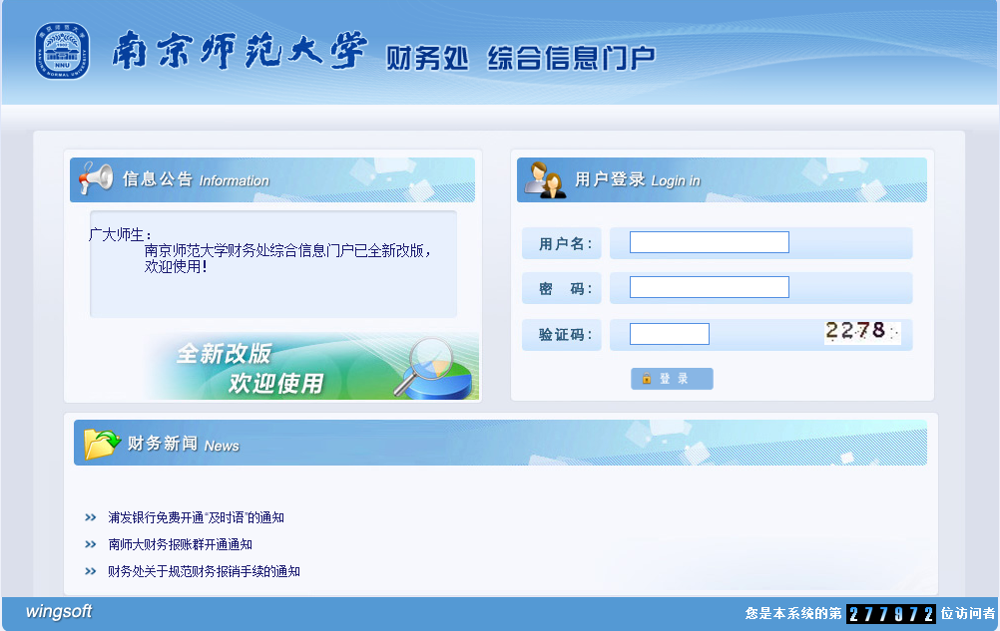 南京师范大学 财务处 综合信息门户
NNU
NANJING NORMAL UNIVERSITY
信息公告 Information
广大师生：
南京师范大学财务处综合信息门户已全新改版，
欢迎使用！
全新改版
欢迎使用
用户登录 Login in
用户名：
密 码：
验证码： 2278
登 录
财务新闻 News
>> 浦发银行免费开通“及时语”的通知
>> 南师大财务报账群开通通知
>> 财务处关于规范财务报销手续的通知
wingsoft
您是本系统的第 277972 位访问者